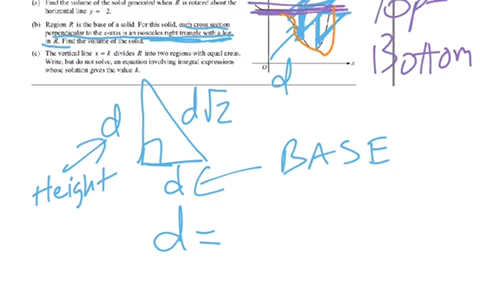 (a) Find the volume of the solid generated when R is rotated about the
horizontal line y = 2.
(b) Region R is the base of a solid. For this solid, each cross section
perpendicular to the x-axis is an isosceles right triangle with a leg
in R. Find the volume of the solid.
(c) The vertical line x = k divides R into two regions with equal areas.
Write, but do not solve, an equation involving integral expressions
whose solution gives the value k.
O
x
d
Bottom
d
d√2
Height
d
BASE
d =